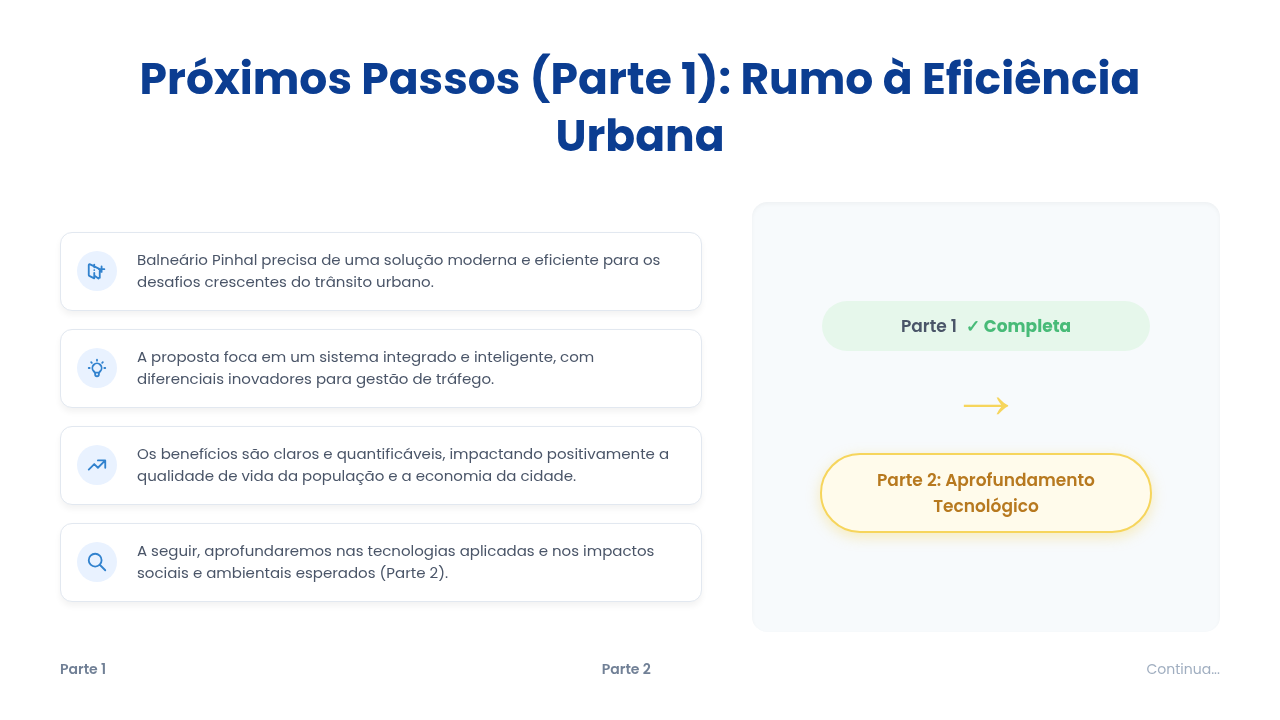 Próximos Passos (Parte 1): Rumo à Eficiência
Urbana
Balneário Pinhal precisa de uma solução moderna e eficiente para os
desafios crescentes do trânsito urbano.
A proposta foca em um sistema integrado e inteligente, com
diferenciais inovadores para gestão de tráfego.
Os benefícios são claros e quantificáveis, impactando positivamente a
qualidade de vida da população e a economia da cidade.
A seguir, aprofundaremos nas tecnologias aplicadas e nos impactos
sociais e ambientais esperados (Parte 2).
Parte 1 ✓ Completa
→
Parte 2: Aprofundamento
Tecnológico
Parte 1
Parte 2
Continua...